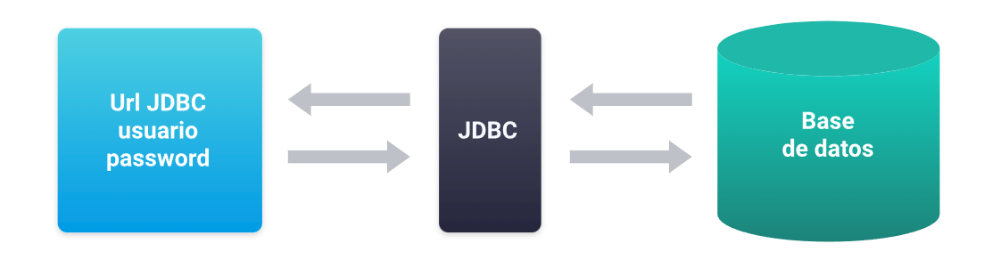 Url JDBC
usuario
password
JDBC
Base
de datos